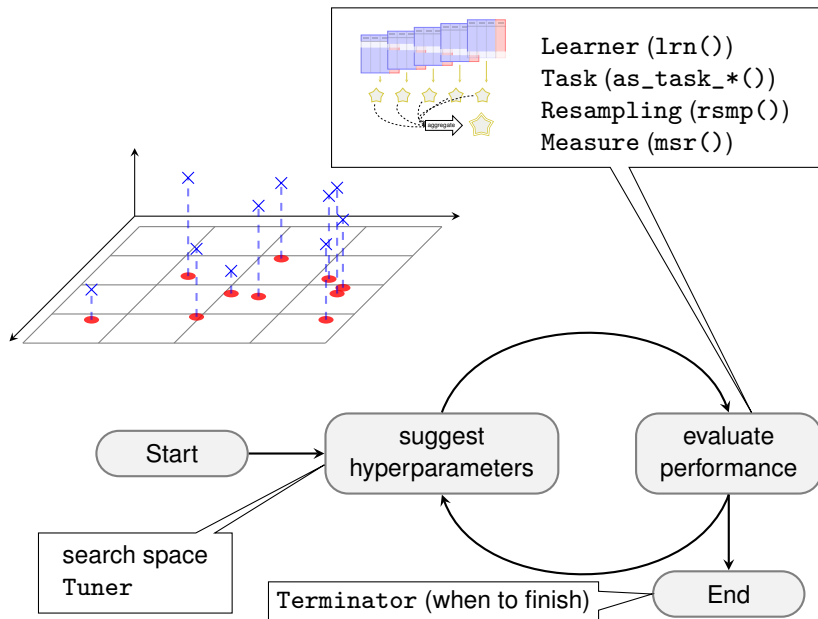 Learner (lrn())
Task (as_task_*())
Resampling (rsmp())
Measure (msr())
aggregate
Start
suggest
hyperparameters
evaluate
performance
search space
Tuner
Terminator (when to finish)
End